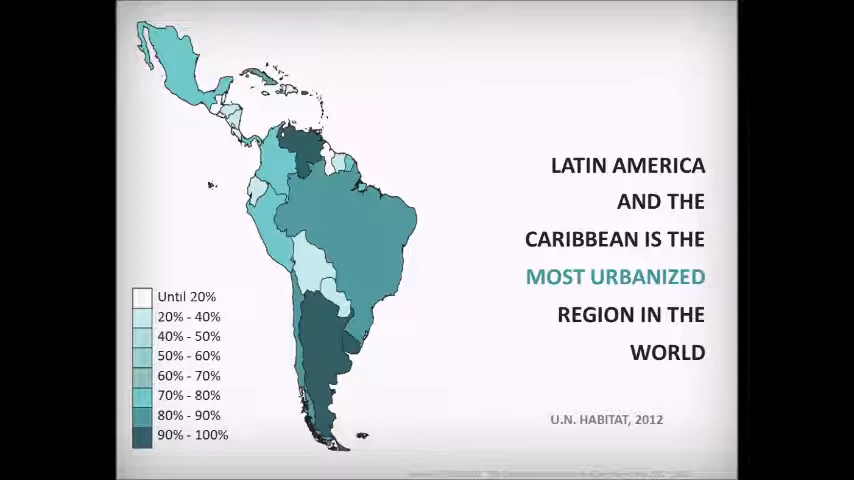 LATIN AMERICA
AND THE
CARIBBEAN IS THE
MOST URBANIZED
REGION IN THE
WORLD
U.N. HABITAT, 2012
Until 20%
20% - 40%
40% - 50%
50% - 60%
60% - 70%
70% - 80%
80% - 90%
90% - 100%